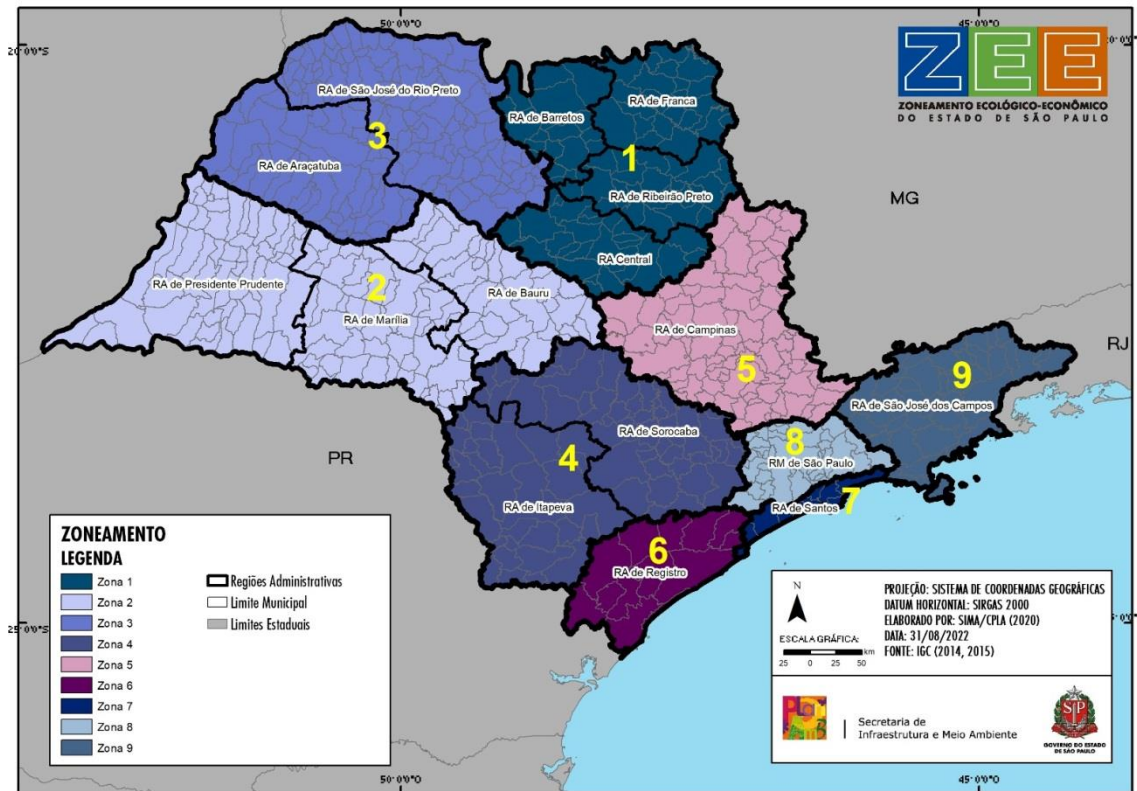 50°0'0"O
45°0'0"O
20°0'0"S
ZEE
ZONEAMENTO ECOLÓGICO-ECONÔMICO
DO ESTADO DE SÃO PAULO
RA de São José do Rio Preto
RA de Franca
RA de Barretos
3
1
RA de Araçatuba
RA de Ribeirão Preto
MG
RA Central
RA de Presidente Prudente
2
RA de Bauru
RA de Marília
RA de Campinas
RJ
5
9
RA de São José dos Campos
RA de Sorocaba
8
PR
4
RM de São Paulo
7
RA de Itapeva
RA de Santos
6
RA de Registro
25°0'0"S
ZONEAMENTO
LEGENDA
Zona 1
Zona 2
Zona 3
Zona 4
Zona 5
Zona 6
Zona 7
Zona 8
Zona 9
Regiões Administrativas
Limite Municipal
Limites Estaduais
N
ESCALA GRÁFICA:
25 0 25 50 km
PROJEÇÃO: SISTEMA DE COORDENADAS GEOGRÁFICAS
DATUM HORIZONTAL: SIRGAS 2000
ELABORADO POR: SIMA/CPLA (2020)
DATA: 31/08/2022
FONTE: IGC (2014, 2015)
Secretaria de
Infraestrutura e Meio Ambiente
SP
GOVERNO DO ESTADO
DE SÃO PAULO
50°0'0"O
45°0'0"O